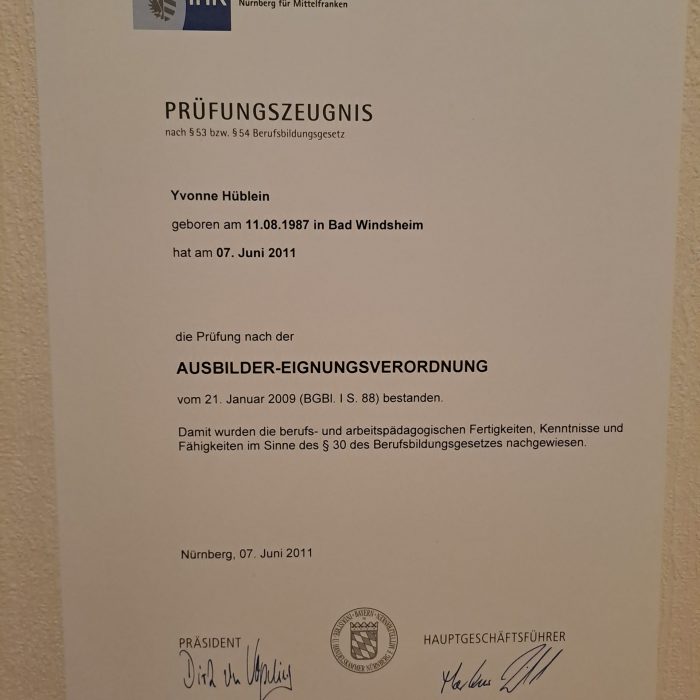 IHK
Nürnberg für Mittelfranken
PRÜFUNGSZEUGNIS
nach § 53 bzw. § 54 Berufsbildungsgesetz
Yvonne Hüblein
geboren am 11.08.1987 in Bad Windsheim
hat am 07. Juni 2011
die Prüfung nach der
AUSBILDER-EIGNUNGSVERORDNUNG
vom 21. Januar 2009 (BGBl. I S. 88) bestanden.
Damit wurden die berufs- und arbeitspädagogischen Fertigkeiten, Kenntnisse und
Fähigkeiten im Sinne des § 30 des Berufsbildungsgesetzes nachgewiesen.
Nürnberg, 07. Juni 2011
PRÄSIDENT
HAUPTGESCHÄFTSFÜHRER